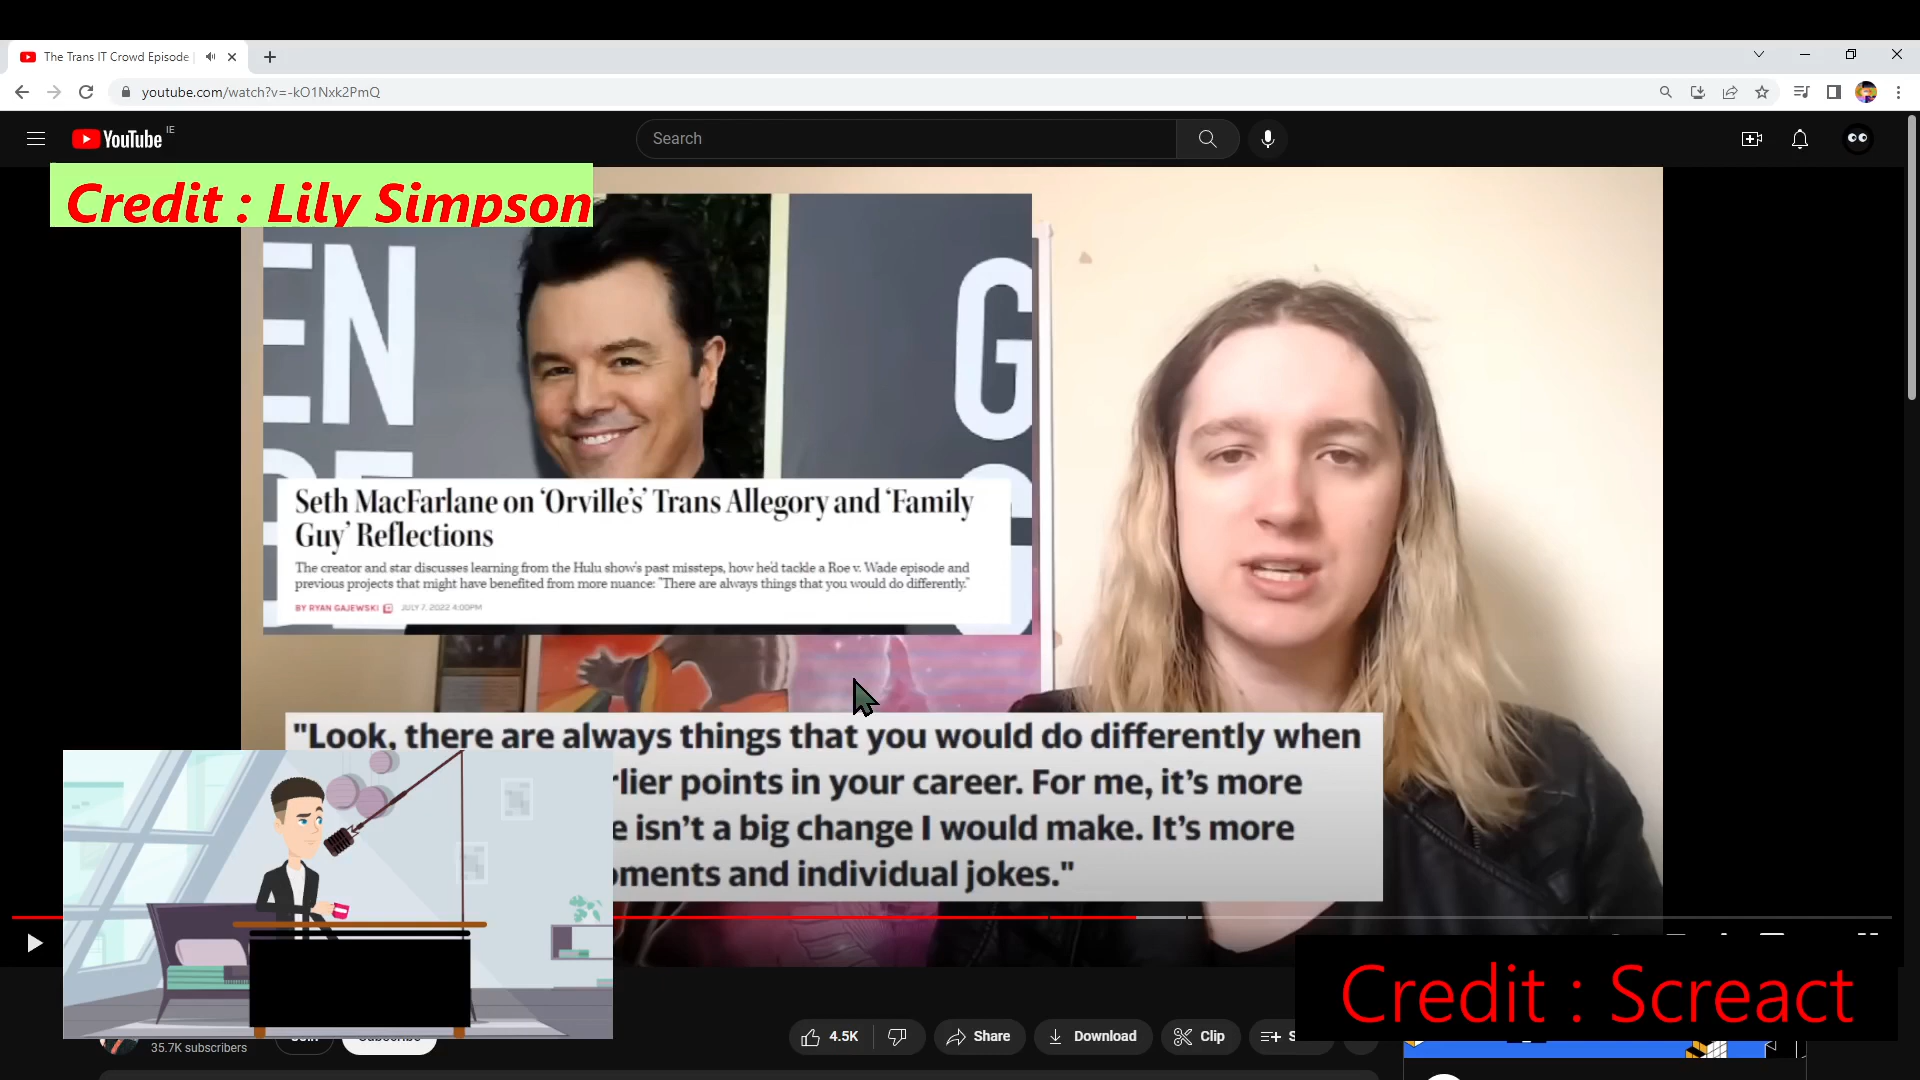 The Trans IT Crowd Episode
youtube.com/watch?v=-kO1Nxk2PmQ
YouTube IE
Search
Credit : Lily Simpson
EN
G
Seth MacFarlane on ‘Orville’s’ Trans Allegory and ‘Family
Guy’ Reflections
The creator and star discusses learning from the Hulu show's past missteps, how he'd tackle a Roe v. Wade episode and
previous projects that might have benefited from more nuance: "There are always things that you would do differently."
BY RYAN GAJEWSKI JULY 7, 2022 4:00PM
"Look, there are always things that you would do differently when
points in your career. For me, it’s more
isn’t a big change I would make. It’s more
and individual jokes."
Credit : Screact
4.5K
Share
Download
Clip
Join
Subscribe
35.7K subscribers